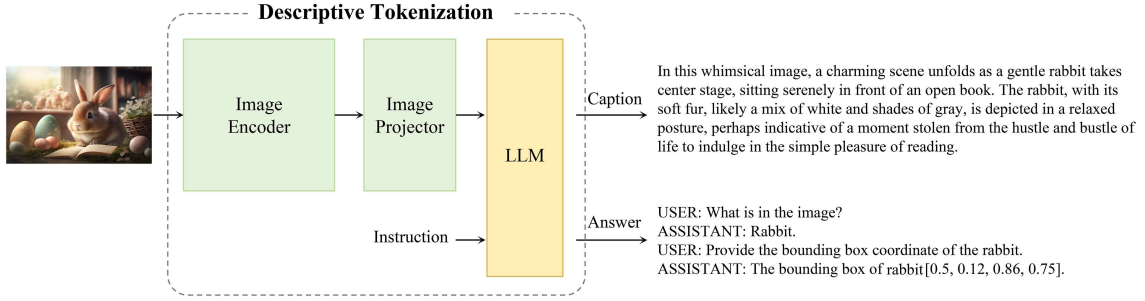 Descriptive Tokenization
Image
Encoder
Image
Projector
LLM
Instruction
Caption
In this whimsical image, a charming scene unfolds as a gentle rabbit takes
center stage, sitting serenely in front of an open book. The rabbit, with its
soft fur, likely a mix of white and shades of gray, is depicted in a relaxed
posture, perhaps indicative of a moment stolen from the hustle and bustle of
life to indulge in the simple pleasure of reading.
Answer
USER: What is in the image?
ASSISTANT: Rabbit.
USER: Provide the bounding box coordinate of the rabbit.
ASSISTANT: The bounding box of rabbit[0.5, 0.12, 0.86, 0.75].